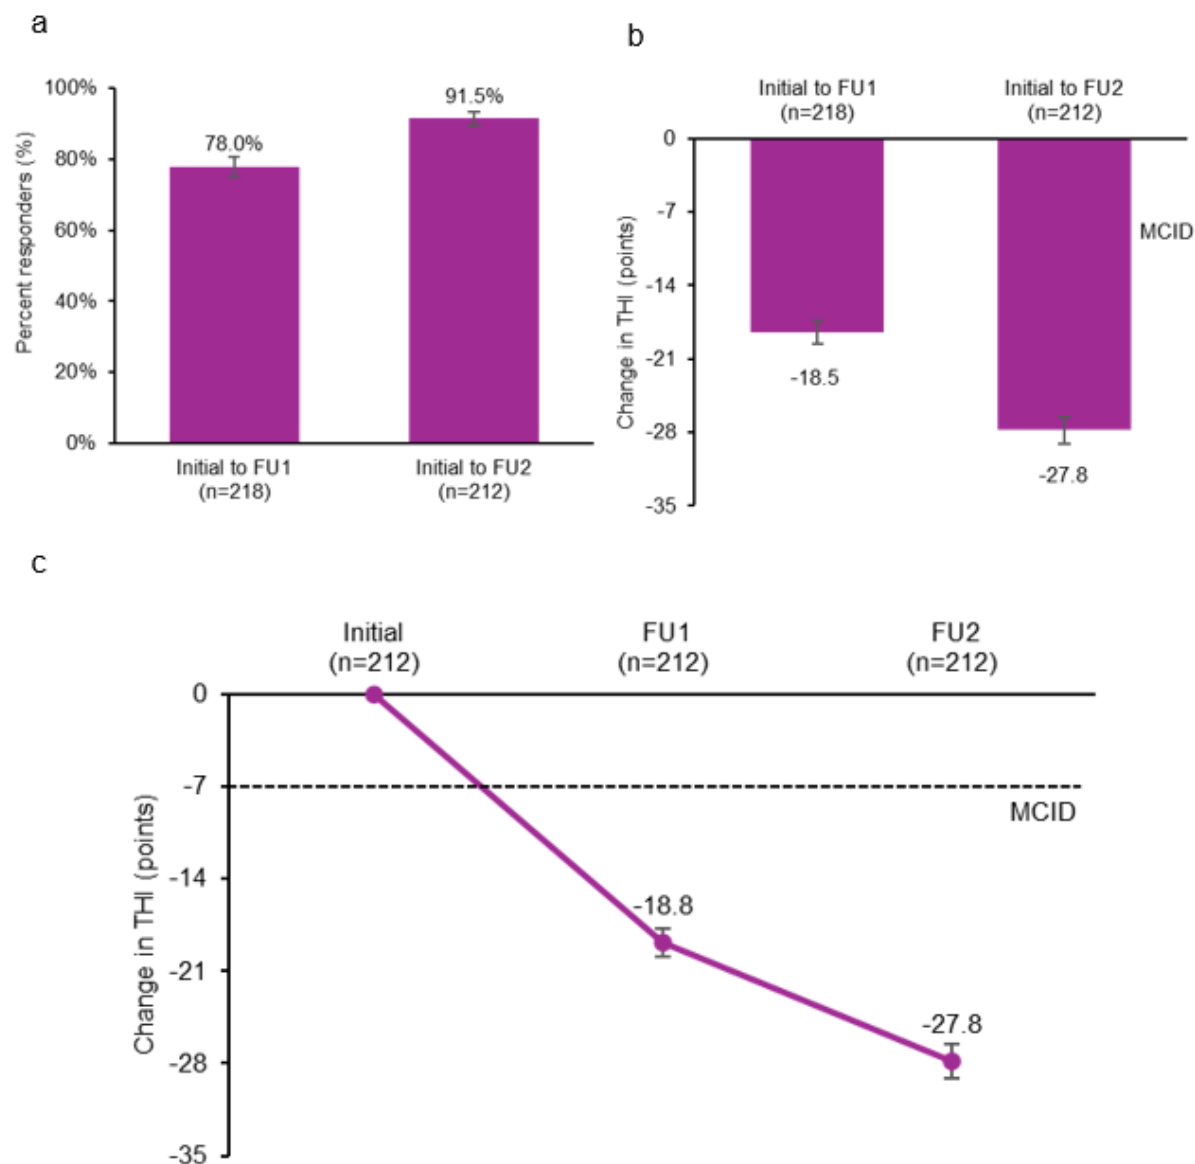 a
100%
80%
60%
40%
20%
0%
Percent responders (%)
78.0%
91.5%
Initial to FU1
(n=218)
Initial to FU2
(n=212)
b
Initial to FU1
(n=218)
Initial to FU2
(n=212)
0
-7
-14
-21
-28
-35
Change in THI (points)
MCID
-18.5
-27.8
c
Initial
(n=212)
FU1
(n=212)
FU2
(n=212)
0
-7
-14
-21
-28
-35
Change in THI (points)
MCID
-18.8
-27.8